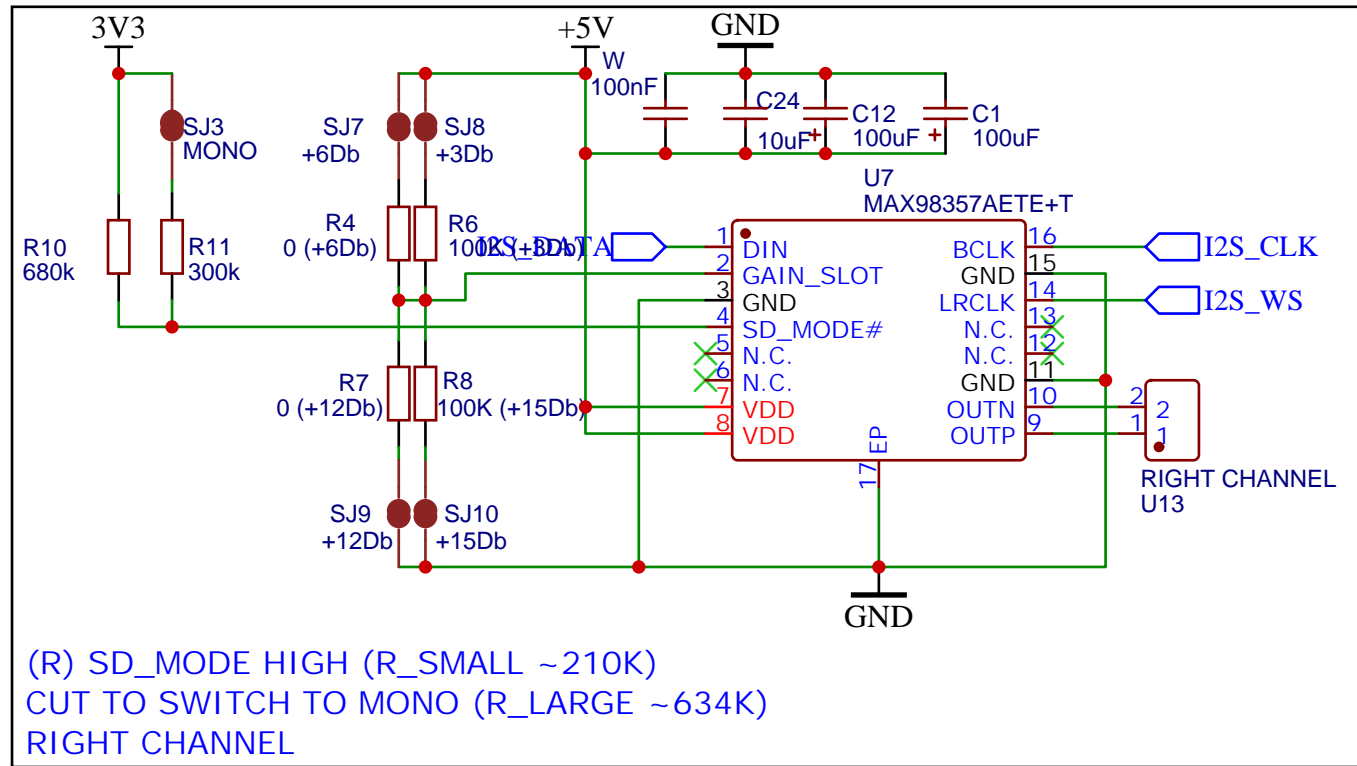 3V3
+5V
GND
W
100nF
C24
10uF
+
C12
100uF
+
C1
100uF
SJ3
MONO
SJ7
+6Db
SJ8
+3Db
U7
MAX98357AETE+T
R10
680k
R11
300k
R4
0 (+6Db)
R6
100K (+3Db)
I2S_DATA
1
DIN
2
GAIN_SLOT
3
GND
4
SD_MODE#
5
N.C.
6
N.C.
7
VDD
8
VDD
16
BCLK
15
GND
14
LRCLK
13
N.C.
12
N.C.
11
GND
10
OUTN
9
OUTP
EP
17
I2S_CLK
I2S_WS
2
2
1
1
RIGHT CHANNEL
U13
R7
0 (+12Db)
R8
100K (+15Db)
SJ9
+12Db
SJ10
+15Db
GND
(R) SD_MODE HIGH (R_SMALL ~210K)
CUT TO SWITCH TO MONO (R_LARGE ~634K)
RIGHT CHANNEL